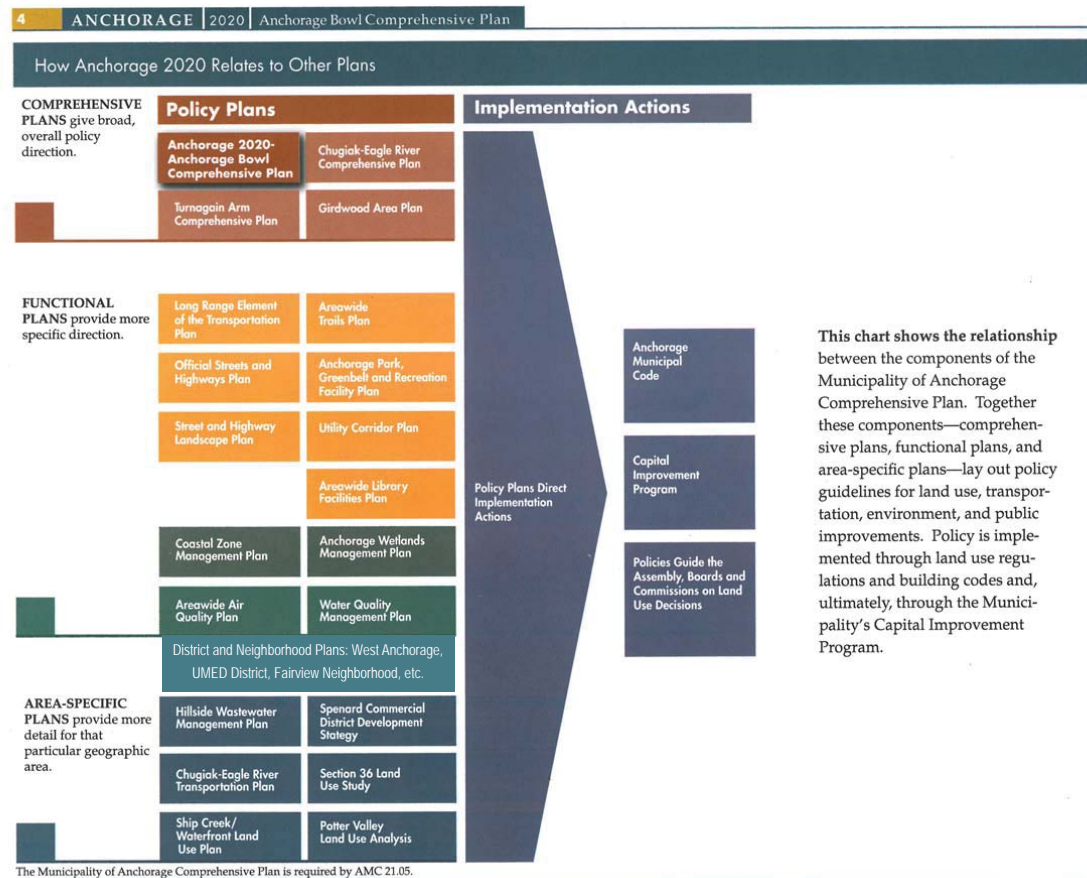 4 ANCHORAGE 2020 Anchorage Bowl Comprehensive Plan
How Anchorage 2020 Relates to Other Plans
COMPREHENSIVE
PLANS give broad,
overall policy
direction.
Policy Plans
Anchorage 2020-
Anchorage Bowl
Comprehensive Plan
Chugiak-Eagle River
Comprehensive Plan
Turnagain Arm
Comprehensive Plan
Girdwood Area Plan
FUNCTIONAL
PLANS provide more
specific direction.
Long Range Element
of the Transportation
Plan
Areawide
Trails Plan
Official Streets and
Highways Plan
Anchorage Park,
Greenbelt and Recreation
Facility Plan
Street and Highway
Landscape Plan
Utility Corridor Plan
Areawide Library
Facilities Plan
Coastal Zone
Management Plan
Anchorage Wetlands
Management Plan
Areawide Air
Quality Plan
Water Quality
Management Plan
District and Neighborhood Plans: West Anchorage,
UMED District, Fairview Neighborhood, etc.
AREA-SPECIFIC
PLANS provide more
detail for that
particular geographic
area.
Hillside Wastewater
Management Plan
Spenard Commercial
District Development
Stategy
Chugiak-Eagle River
Transportation Plan
Section 36 Land
Use Study
Ship Creek/
Waterfront Land
Use Plan
Potter Valley
Land Use Analysis
Implementation Actions
Policy Plans Direct
Implementation
Actions
Anchorage
Municipal
Code
Capital
Improvement
Program
Policies Guide the
Assembly, Boards and
Commissions on Land
Use Decisions
This chart shows the relationship
between the components of the
Municipality of Anchorage
Comprehensive Plan. Together
these components—comprehen-
sive plans, functional plans, and
area-specific plans—lay out policy
guidelines for land use, transpor-
tation, environment, and public
improvements. Policy is imple-
mented through land use regu-
lations and building codes and,
ultimately, through the Munici-
pality's Capital Improvement
Program.
The Municipality of Anchorage Comprehensive Plan is required by AMC 21.05.